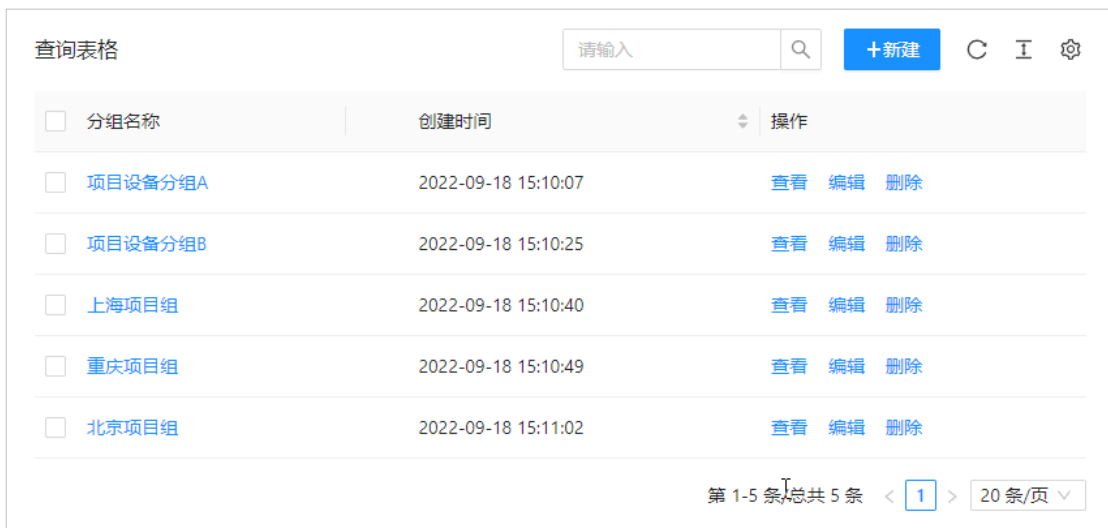 查询表格 请输入 +新建
分组名称 创建时间 操作
项目设备分组A 2022-09-18 15:10:07 查看 编辑 删除
项目设备分组B 2022-09-18 15:10:25 查看 编辑 删除
上海项目组 2022-09-18 15:10:40 查看 编辑 删除
重庆项目组 2022-09-18 15:10:49 查看 编辑 删除
北京项目组 2022-09-18 15:11:02 查看 编辑 删除
第 1-5 条/总共 5 条 < 1 > 20 条/页